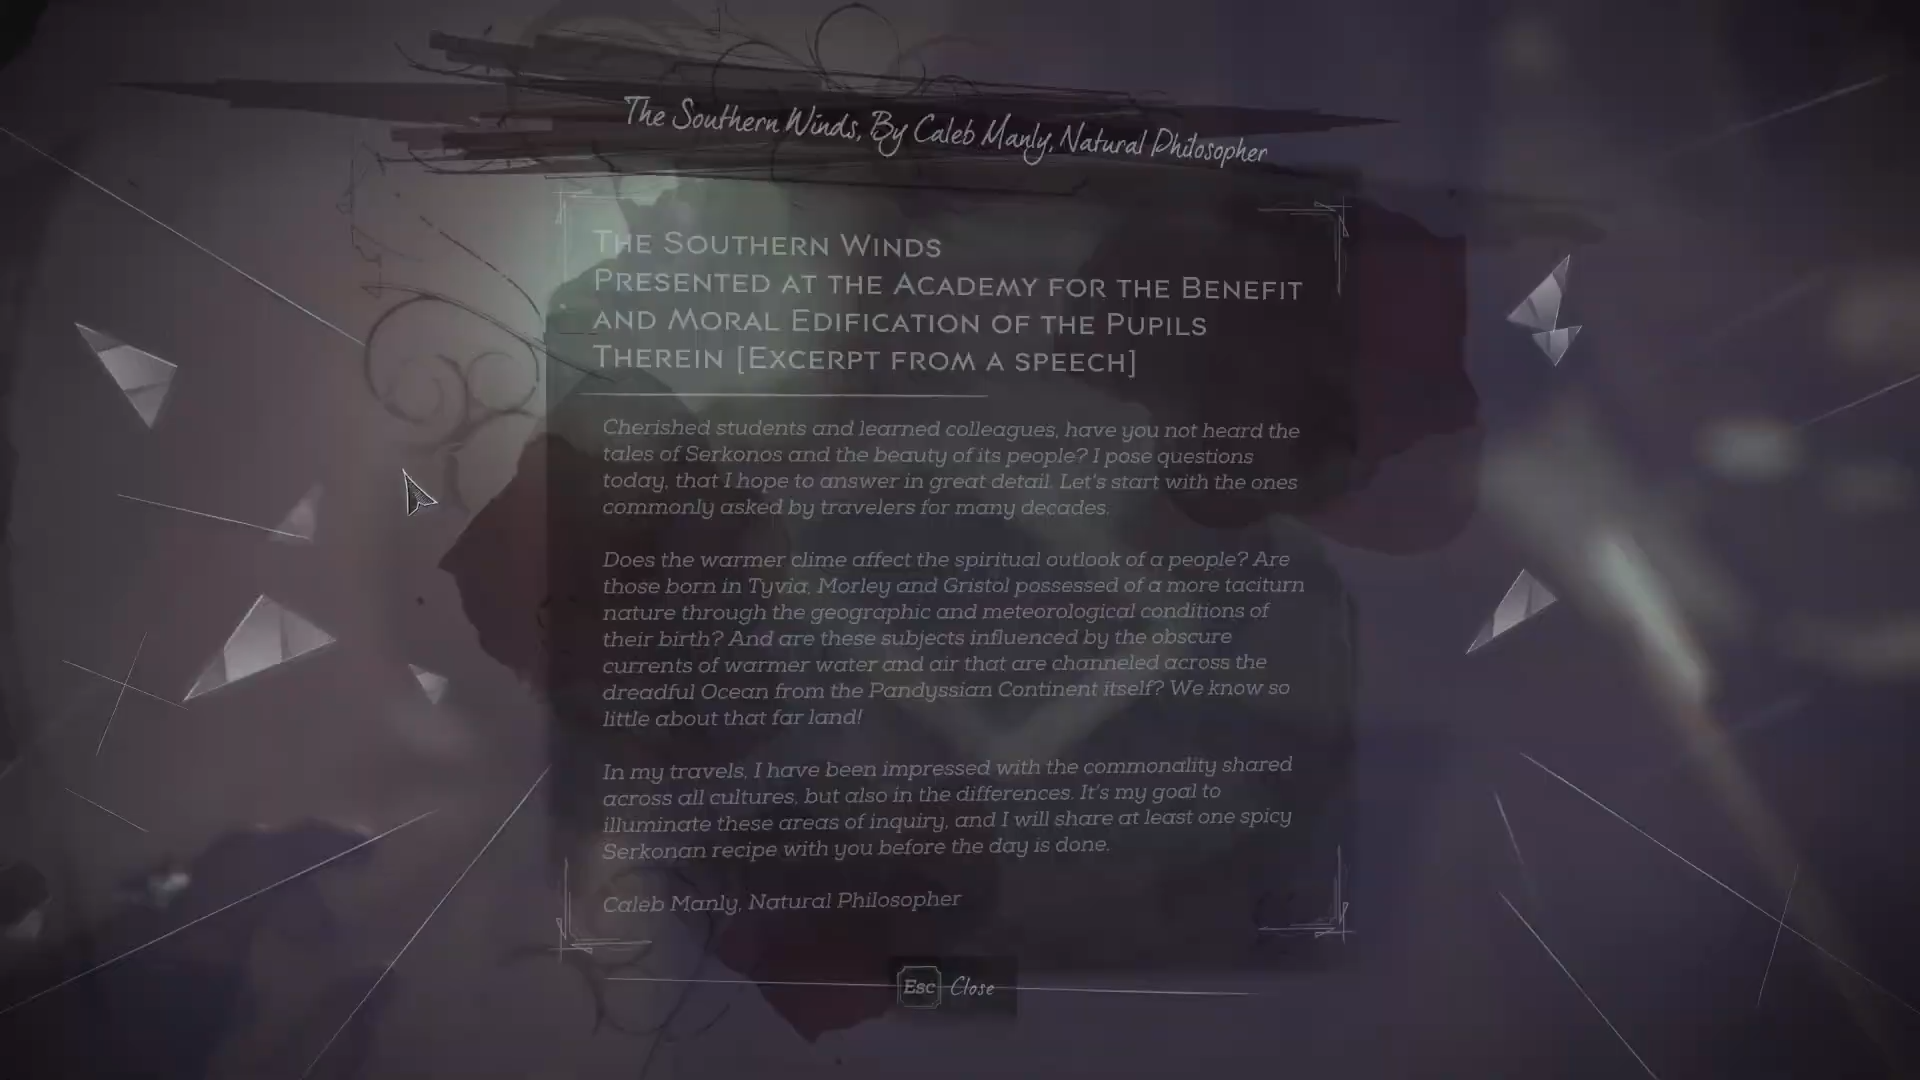 The Southern Winds, By Caleb Manly, Natural Philosopher
The Southern Winds
Presented at the Academy for the Benefit
and Moral Edification of the Pupils
Therein [Excerpt from a speech]
Cherished students and learned colleagues, have you not heard the
tales of Serkonos and the beauty of its people? I pose questions
today, that I hope to answer in great detail. Let's start with the ones
commonly asked by travelers for many decades.
Does the warmer clime affect the spiritual outlook of a people? Are
those born in Tyvia, Morley and Gristol possessed of a more taciturn
nature through the geographic and meteorological conditions of
their birth? And are these subjects influenced by the obscure
currents of warmer water and air that are channeled across the
dreadful Ocean from the Pandyssian Continent itself? We know so
little about that far land!
In my travels, I have been impressed with the commonality shared
across all cultures, but also in the differences. It's my goal to
illuminate these areas of inquiry, and I will share at least one spicy
Serkonan recipe with you before the day is done.
Caleb Manly, Natural Philosopher
Esc Close